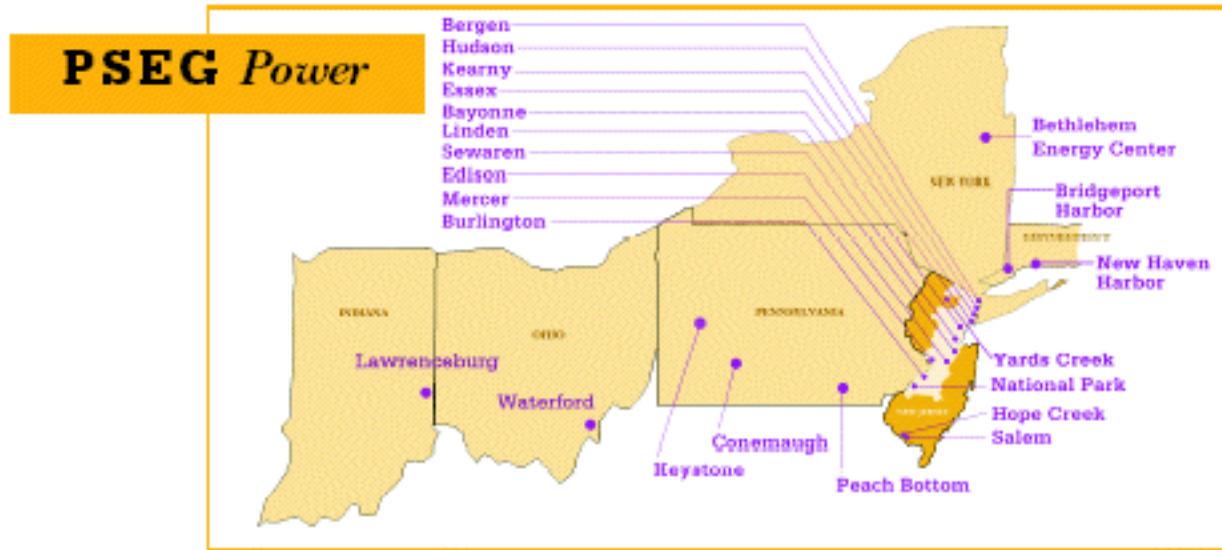 PSEG Power
Bergen
Hudson
Kearny
Essex
Bayonne
Linden
Sewaren
Edison
Mercer
Burlington
Bethlehem
Energy Center
NEW YORK
Bridgeport
Harbor
New Haven
Harbor
INDIANA
OHIO
PENNSYLVANIA
Lawrenceburg
Waterford
Yards Creek
National Park
NEW JERSEY
Hope Creek
Salem
Conemaugh
Keystone
Peach Bottom